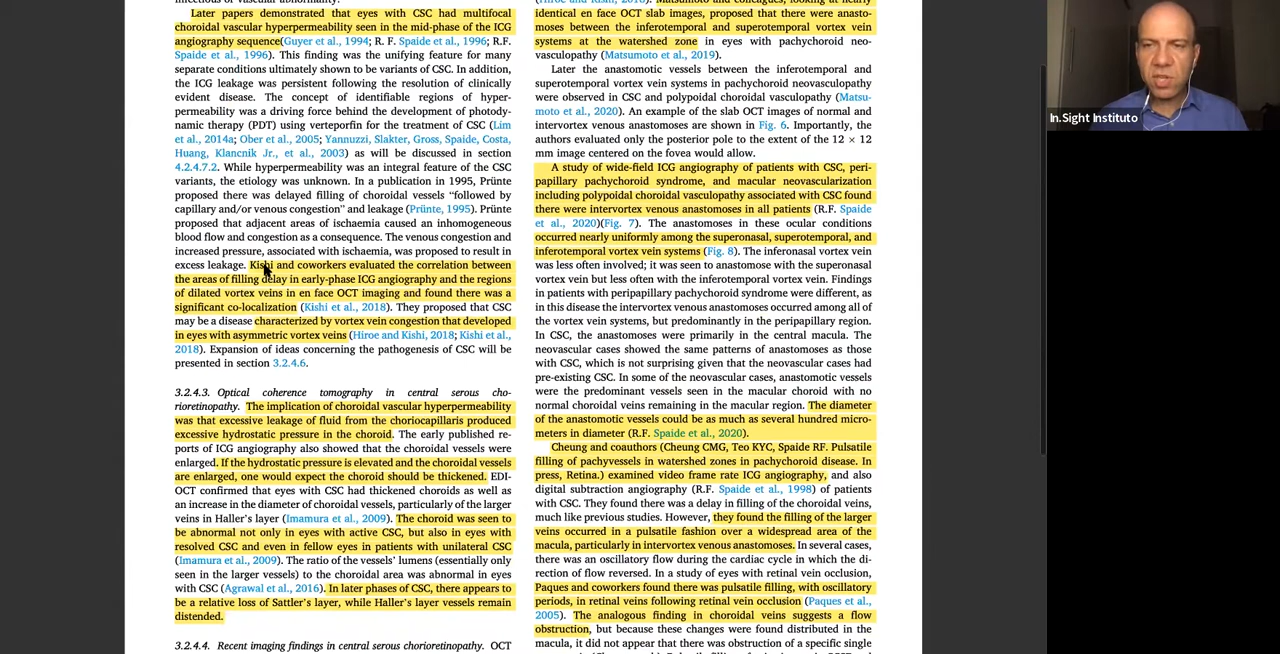 Later papers demonstrated that eyes with CSC had multifocal
choroidal vascular hyperpermeability seen in the mid-phase of the ICG
angiography sequence(Guyer et al., 1994; R. F. Spaide et al., 1996; R.F.
Spaide et al., 1996). This finding was the unifying feature for many
separate conditions ultimately shown to be variants of CSC. In addition,
the ICG leakage was persistent following the resolution of clinically
evident disease. The concept of identifiable regions of hyper-
permeability was a driving force behind the development of photody-
namic therapy (PDT) using verteporfin for the treatment of CSC (Lim
et al., 2014a; Ober et al., 2005; Yannuzzi, Slakter, Gross, Spaide, Costa,
Huang, Klancnik Jr., et al., 2003) as will be discussed in section
4.2.4.7.2. While hyperpermeability was an integral feature of the CSC
variants, the etiology was unknown. In a publication in 1995, Prünte
proposed there was delayed filling of choroidal vessels “followed by
capillary and/or venous congestion” and leakage (Prünte, 1995). Prünte
proposed that adjacent areas of ischaemia caused an inhomogeneous
blood flow and congestion as a consequence. The venous congestion and
increased pressure, associated with ischaemia, was proposed to result in
excess leakage. Kishi and coworkers evaluated the correlation between
the areas of filling delay in early-phase ICG angiography and the regions
of dilated vortex veins in en face OCT imaging and found there was a
significant co-localization (Kishi et al., 2018). They proposed that CSC
may be a disease characterized by vortex vein congestion that developed
in eyes with asymmetric vortex veins (Hiroe and Kishi, 2018; Kishi et al.,
2018). Expansion of ideas concerning the pathogenesis of CSC will be
presented in section 3.2.4.6.
3.2.4.3. Optical coherence tomography in central serous cho-
rioretinopathy. The implication of choroidal vascular hyperpermeability
was that excessive leakage of fluid from the choriocapillaris produced
excessive hydrostatic pressure in the choroid. The early published re-
ports of ICG angiography also showed that the choroidal vessels were
enlarged. If the hydrostatic pressure is elevated and the choroidal vessels
are enlarged, one would expect the choroid should be thickened. EDI-
OCT confirmed that eyes with CSC had thickened choroids as well as
an increase in the diameter of choroidal vessels, particularly of the larger
veins in Haller’s layer (Imamura et al., 2009). The choroid was seen to
be abnormal not only in eyes with active CSC, but also in eyes with
resolved CSC and even in fellow eyes in patients with unilateral CSC
(Imamura et al., 2009). The ratio of the vessels’ lumens (essentially only
seen in the larger vessels) to the choroidal area was abnormal in eyes
with CSC (Agrawal et al., 2016). In later phases of CSC, there appears to
be a relative loss of Sattler’s layer, while Haller’s layer vessels remain
distended.
3.2.4.4. Recent imaging findings in central serous chorioretinopathy. OCT
identical en face OCT slab images, proposed that there were anasto-
moses between the inferotemporal and superotemporal vortex vein
systems at the watershed zone in eyes with pachychoroid neo-
vasculopathy (Matsumoto et al., 2019).
Later the anastomotic vessels between the inferotemporal and
superotemporal vortex vein systems in pachychoroid neovasculopathy
were observed in CSC and polypoidal choroidal vasculopathy (Matsu-
moto et al., 2020). An example of the slab OCT images of normal and
intervortex venous anastomoses are shown in Fig. 6. Importantly, the
authors evaluated only the posterior pole to the extent of the 12 × 12
mm image centered on the fovea would allow.
A study of wide-field ICG angiography of patients with CSC, peri-
papillary pachychoroid syndrome, and macular neovascularization
including polypoidal choroidal vasculopathy associated with CSC found
there were intervortex venous anastomoses in all patients (R.F. Spaide
et al., 2020)(Fig. 7). The anastomoses in these ocular conditions
occurred nearly uniformly among the superonasal, superotemporal, and
inferotemporal vortex vein systems (Fig. 8). The inferonasal vortex vein
was less often involved; it was seen to anastomose with the superonasal
vortex vein but less often with the inferotemporal vortex vein. Findings
in patients with peripapillary pachychoroid syndrome were different, as
in this disease the intervortex venous anastomoses occurred among all of
the vortex vein systems, but predominantly in the peripapillary region.
In CSC, the anastomoses were primarily in the central macula. The
neovascular cases showed the same patterns of anastomoses as those
with CSC, which is not surprising given that the neovascular cases had
pre-existing CSC. In some of the neovascular cases, anastomotic vessels
were the predominant vessels seen in the macular choroid with no
normal choroidal veins remaining in the macular region. The diameter
of the anastomotic vessels could be as much as several hundred micro-
meters in diameter (R.F. Spaide et al., 2020).
Cheung and coauthors (Cheung CMG, Teo KYC, Spaide RF. Pulsatile
filling of pachyvessels in watershed zones in pachychoroid disease. In
press, Retina.) examined video frame rate ICG angiography, and also
digital subtraction angiography (R.F. Spaide et al., 1998) of patients
with CSC. They found there was a delay in filling of the choroidal veins,
much like previous studies. However, they found the filling of the larger
veins occurred in a pulsatile fashion over a widespread area of the
macula, particularly in intervortex venous anastomoses. In several cases,
there was an oscillatory flow during the cardiac cycle in which the di-
rection of flow reversed. In a study of eyes with retinal vein occlusion,
Paques and coworkers found there was pulsatile filling, with oscillatory
periods, in retinal veins following retinal vein occlusion (Paques et al.,
2005). The analogous finding in choroidal veins suggests a flow
obstruction, but because these changes were found distributed in the
macula, it did not appear that there was obstruction of a specific single
In.Sight Instituto